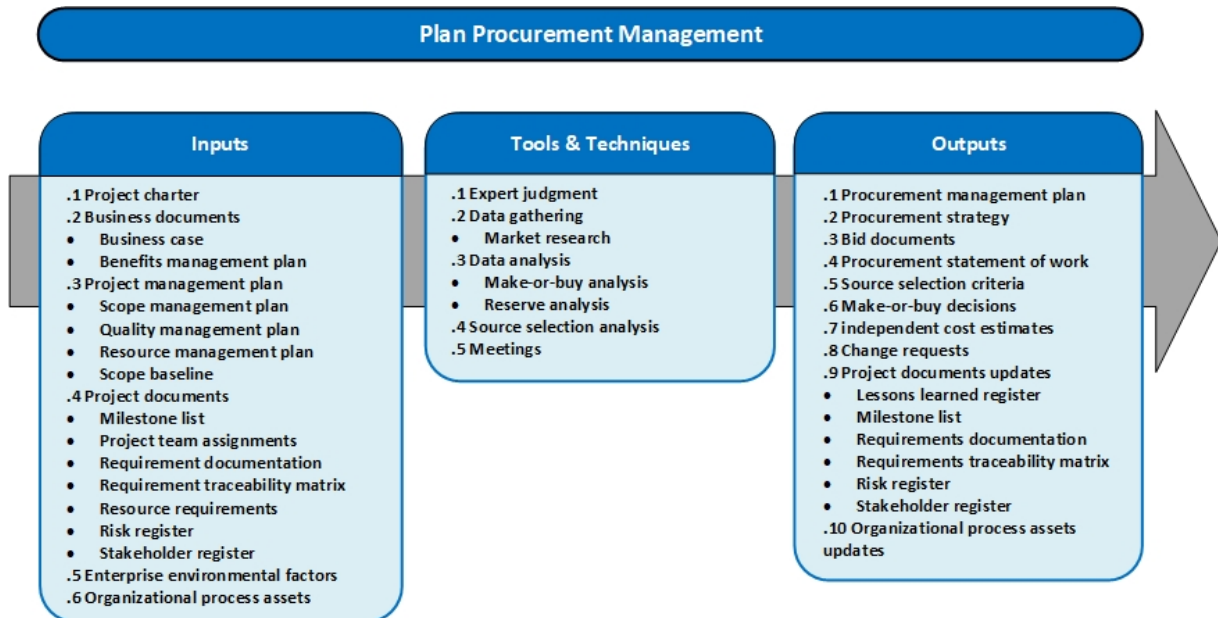 Plan Procurement Management
Inputs
.1 Project charter
.2 Business documents
• Business case
• Benefits management plan
.3 Project management plan
• Scope management plan
• Quality management plan
• Resource management plan
• Scope baseline
.4 Project documents
• Milestone list
• Project team assignments
• Requirement documentation
• Requirement traceability matrix
• Resource requirements
• Risk register
• Stakeholder register
.5 Enterprise environmental factors
.6 Organizational process assets
Tools & Techniques
.1 Expert judgment
.2 Data gathering
• Market research
.3 Data analysis
• Make-or-buy analysis
• Reserve analysis
.4 Source selection analysis
.5 Meetings
Outputs
.1 Procurement management plan
.2 Procurement strategy
.3 Bid documents
.4 Procurement statement of work
.5 Source selection criteria
.6 Make-or-buy decisions
.7 independent cost estimates
.8 Change requests
.9 Project documents updates
• Lessons learned register
• Milestone list
• Requirements documentation
• Requirements traceability matrix
• Risk register
• Stakeholder register
.10 Organizational process assets
updates